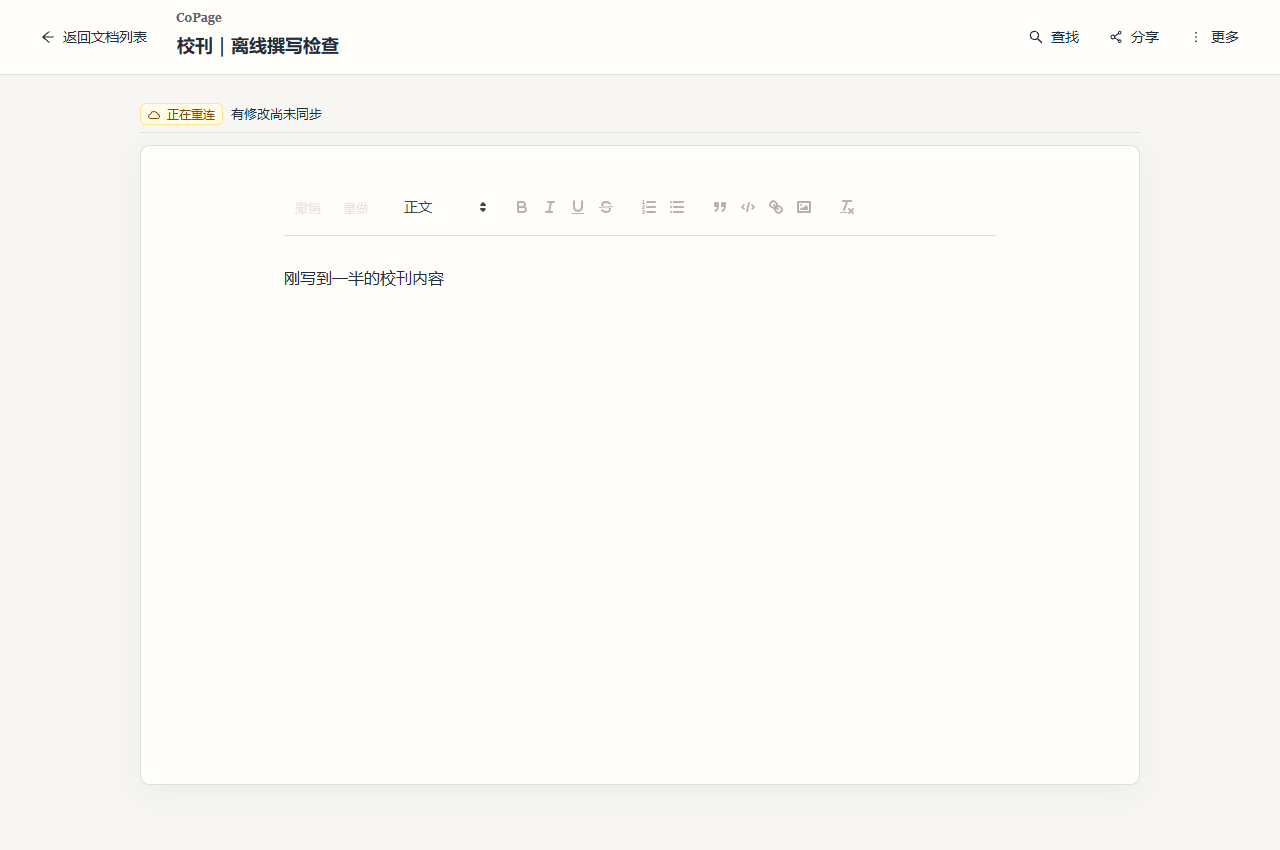 CoPage
返回文档列表
校刊｜离线撰写检查
查找
分享
更多
正在重连 有修改尚未同步
撤销 重做 正文
刚写到一半的校刊内容